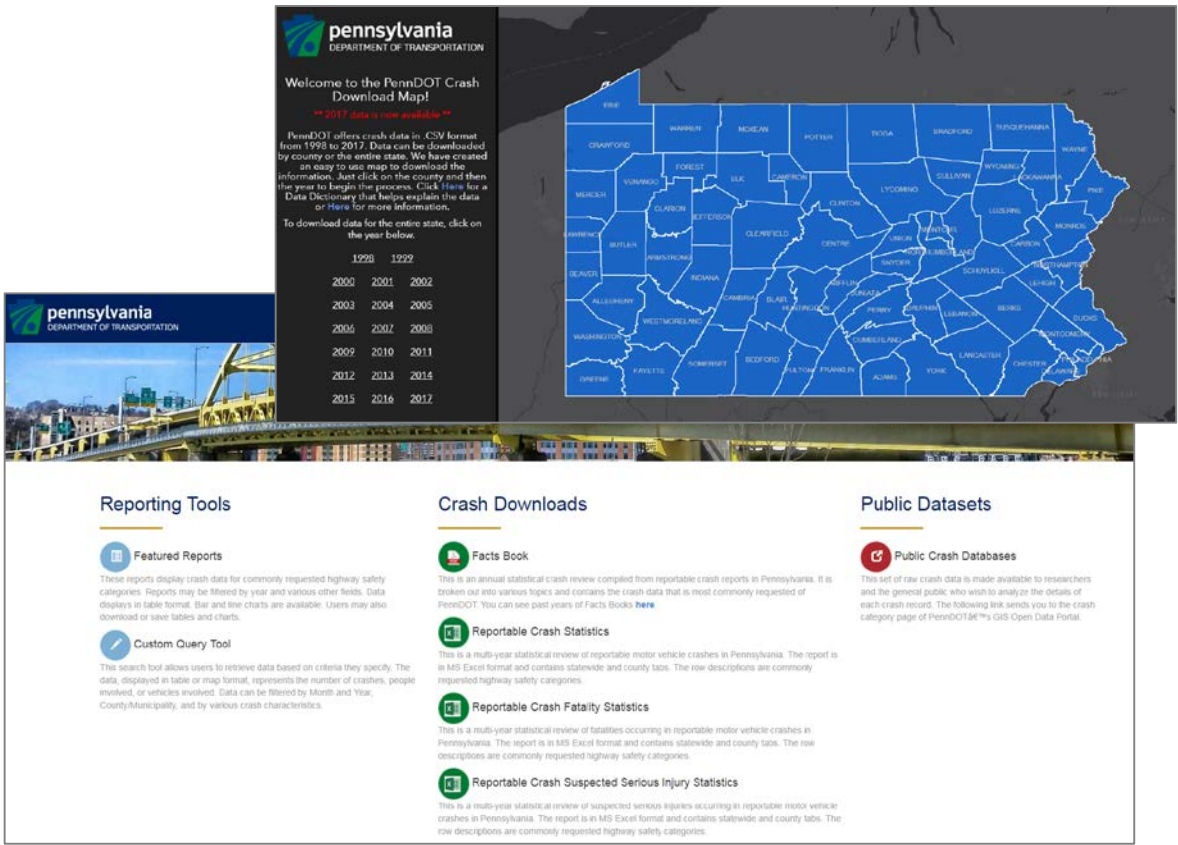 pennsylvania
DEPARTMENT OF TRANSPORTATION
Welcome to the PennDOT Crash
Download Map!
** 2017 data is now available **
PennDOT offers crash data in .CSV format
from 1998 to 2017. Data can be downloaded
by county or the entire state. We have created
an easy to use map to download the
information. Just click on the county and then
the year to begin the process. Click Here for a
Data Dictionary that helps explain the data
or Here for more information.
To download data for the entire state, click on
the year below.
1998 1999
2000 2001 2002
2003 2004 2005
2006 2007 2008
2009 2010 2011
2012 2013 2014
2015 2016 2017
ERIE
CRAWFORD
WARREN
MCKEAN
POTTER
TIOGA
BRADFORD
SUSQUEHANNA
WAYNE
MERCER
VENANGO
FOREST
ELK
CAMERON
LYCOMING
SULLIVAN
WYOMING
LACKAWANNA
PIKE
CLARION
JEFFERSON
CLINTON
LUZERNE
MONROE
LAWRENCE
BUTLER
ARMSTRONG
CLEARFIELD
CENTRE
UNION
MONTOUR
NORTHUMBERLAND
SNYDER
CARBON
NORTHAMPTON
BEAVER
INDIANA
SCHUYLKILL
LEHIGH
ALLEGHENY
CAMBRIA
BLAIR
HUNTINGDON
MIFFLIN
JUNIATA
PERRY
DAUPHIN
LEBANON
BERKS
BUCKS
WASHINGTON
WESTMORELAND
CUMBERLAND
MONTGOMERY
GREENE
FAYETTE
SOMERSET
BEDFORD
FULTON
FRANKLIN
ADAMS
YORK
LANCASTER
CHESTER
DELAWARE
PHILADELPHIA
pennsylvania
DEPARTMENT OF TRANSPORTATION
Reporting Tools
Featured Reports
These reports display crash data for commonly requested highway safety
categories. Reports may be filtered by year and various other fields. Data
displays in table format. Bar and line charts are available. Users may also
download or save tables and charts.
Custom Query Tool
This search tool allows users to retrieve data based on criteria they specify. The
data, displayed in table or map format, represents the number of crashes, people
involved, or vehicles involved. Data can be filtered by Month and Year,
County/Municipality, and by various crash characteristics.
Crash Downloads
Facts Book
This is an annual statistical crash review compiled from reportable crash reports in Pennsylvania. It is
broken out into various topics and contains the crash data that is most commonly requested of
PennDOT. You can see past years of Facts Books here.
Reportable Crash Statistics
This is a multi-year statistical review of reportable motor vehicle crashes in Pennsylvania. The report is
in MS Excel format and contains statewide and county tabs. The row descriptions are commonly
requested highway safety categories.
Reportable Crash Fatality Statistics
This is a multi-year statistical review of fatalities occurring in reportable motor vehicle crashes in
Pennsylvania. The report is in MS Excel format and contains statewide and county tabs. The row
descriptions are commonly requested highway safety categories.
Reportable Crash Suspected Serious Injury Statistics
This is a multi-year statistical review of suspected serious injuries occurring in reportable motor vehicle
crashes in Pennsylvania. The report is in MS Excel format and contains statewide and county tabs. The
row descriptions are commonly requested highway safety categories.
Public Datasets
Public Crash Databases
This set of raw crash data is made available to researchers
and the general public who wish to analyze the details of
each crash record. The following link sends you to the crash
category page of PennDOTâ€™s GIS Open Data Portal.